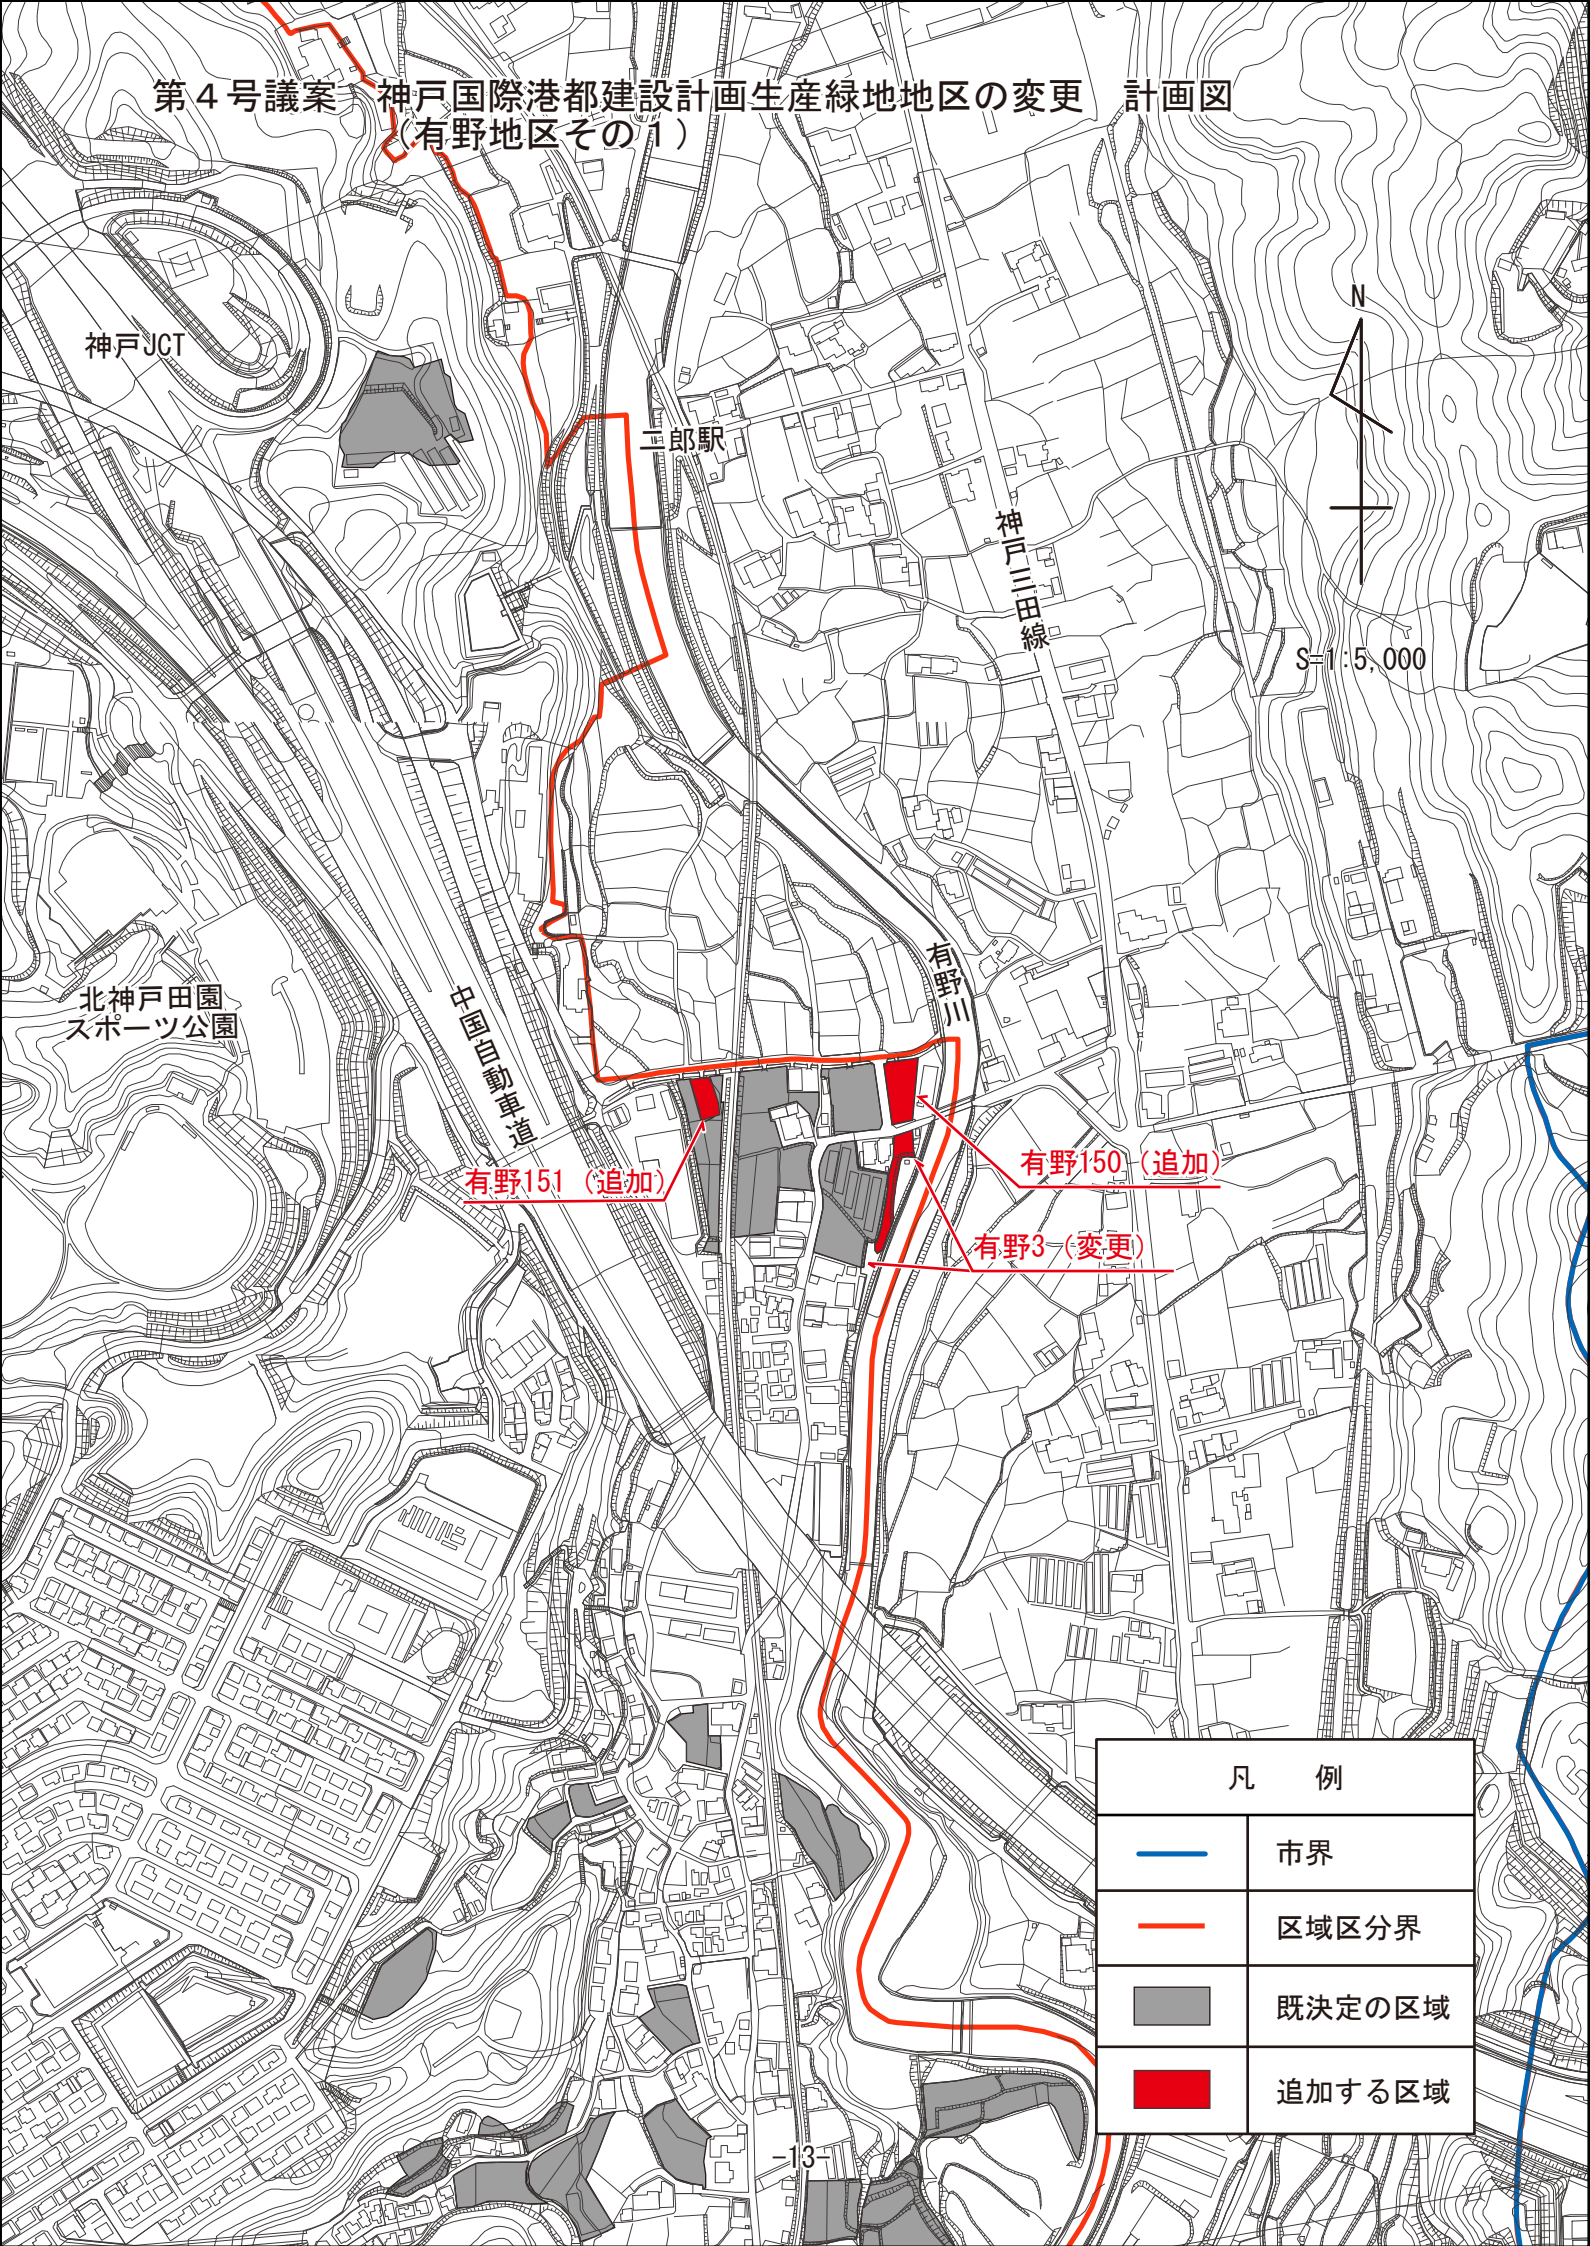 第４号議案　神戸国際港都建設計画生産緑地地区の変更　計画図
（有野地区その１）
N
神戸JCT
二郎駅
神戸三田線
S=1:5,000
有野川
北神戸田園
スポーツ公園
中国自動車道
有野151（追加）
有野150（追加）
有野3（変更）
凡　例
市界
区域区分界
既決定の区域
追加する区域
-13-